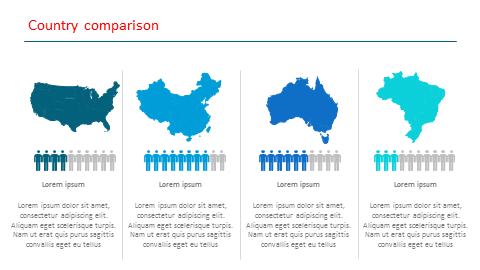 Country comparison
Lorem ipsum
Lorem ipsum dolor sit amet,
consectetur adipiscing elit.
Aliquam eget scelerisque turpis.
Nam ut erat quis purus sagittis
convallis eget eu tellus
Lorem ipsum
Lorem ipsum dolor sit amet,
consectetur adipiscing elit.
Aliquam eget scelerisque turpis.
Nam ut erat quis purus sagittis
convallis eget eu tellus
Lorem ipsum
Lorem ipsum dolor sit amet,
consectetur adipiscing elit.
Aliquam eget scelerisque turpis.
Nam ut erat quis purus sagittis
convallis eget eu tellus
Lorem ipsum
Lorem ipsum dolor sit amet,
consectetur adipiscing elit.
Aliquam eget scelerisque turpis.
Nam ut erat quis purus sagittis
convallis eget eu tellus